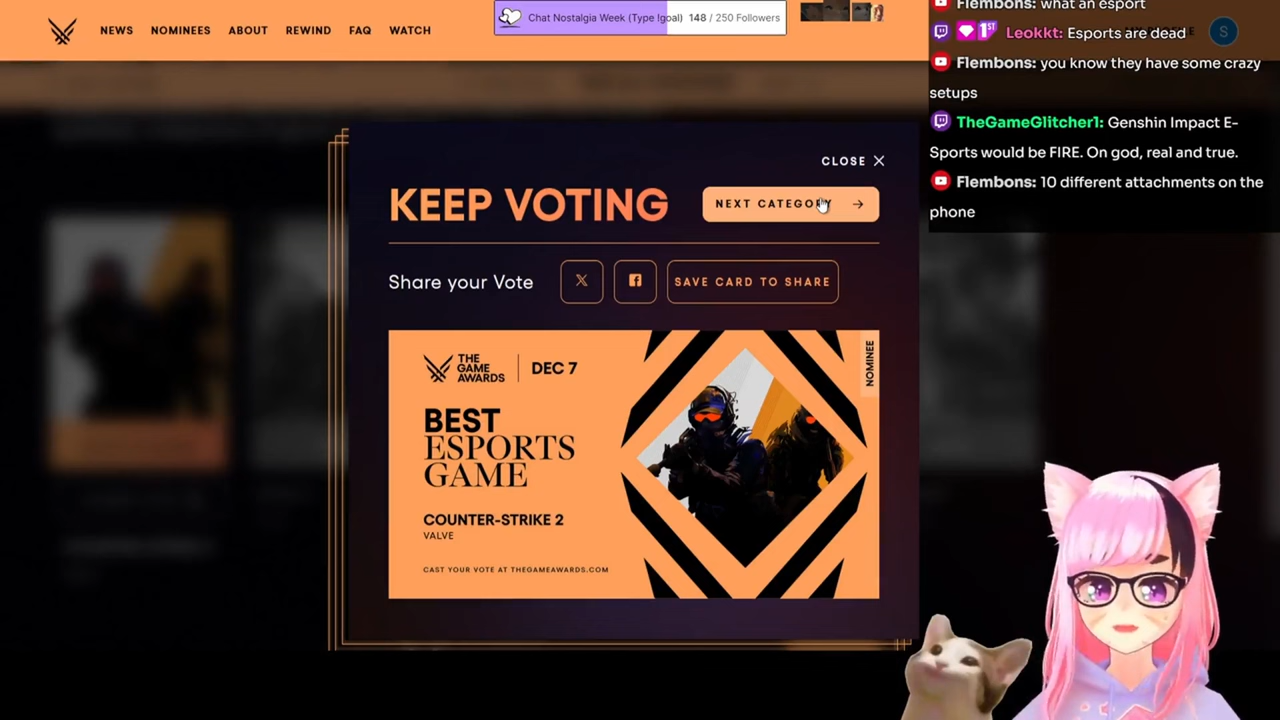 NEWS
NOMINEES
ABOUT
REWIND
FAQ
WATCH
Chat Nostalgia Week (Type !goal) 148 / 250 Followers
Flembons: what an esport
1ST Leokkt: Esports are dead
S
Flembons: you know they have some crazy
setups
TheGameGlitcher1: Genshin Impact E-
Sports would be FIRE. On god, real and true.
Flembons: 10 different attachments on the
phone
CLOSE
KEEP VOTING
NEXT CATEGORY
Share your Vote
SAVE CARD TO SHARE
THE
GAME
AWARDS
DEC 7
NOMINEE
BEST
ESPORTS
GAME
COUNTER-STRIKE 2
VALVE
CAST YOUR VOTE AT THEGAMEAWARDS.COM